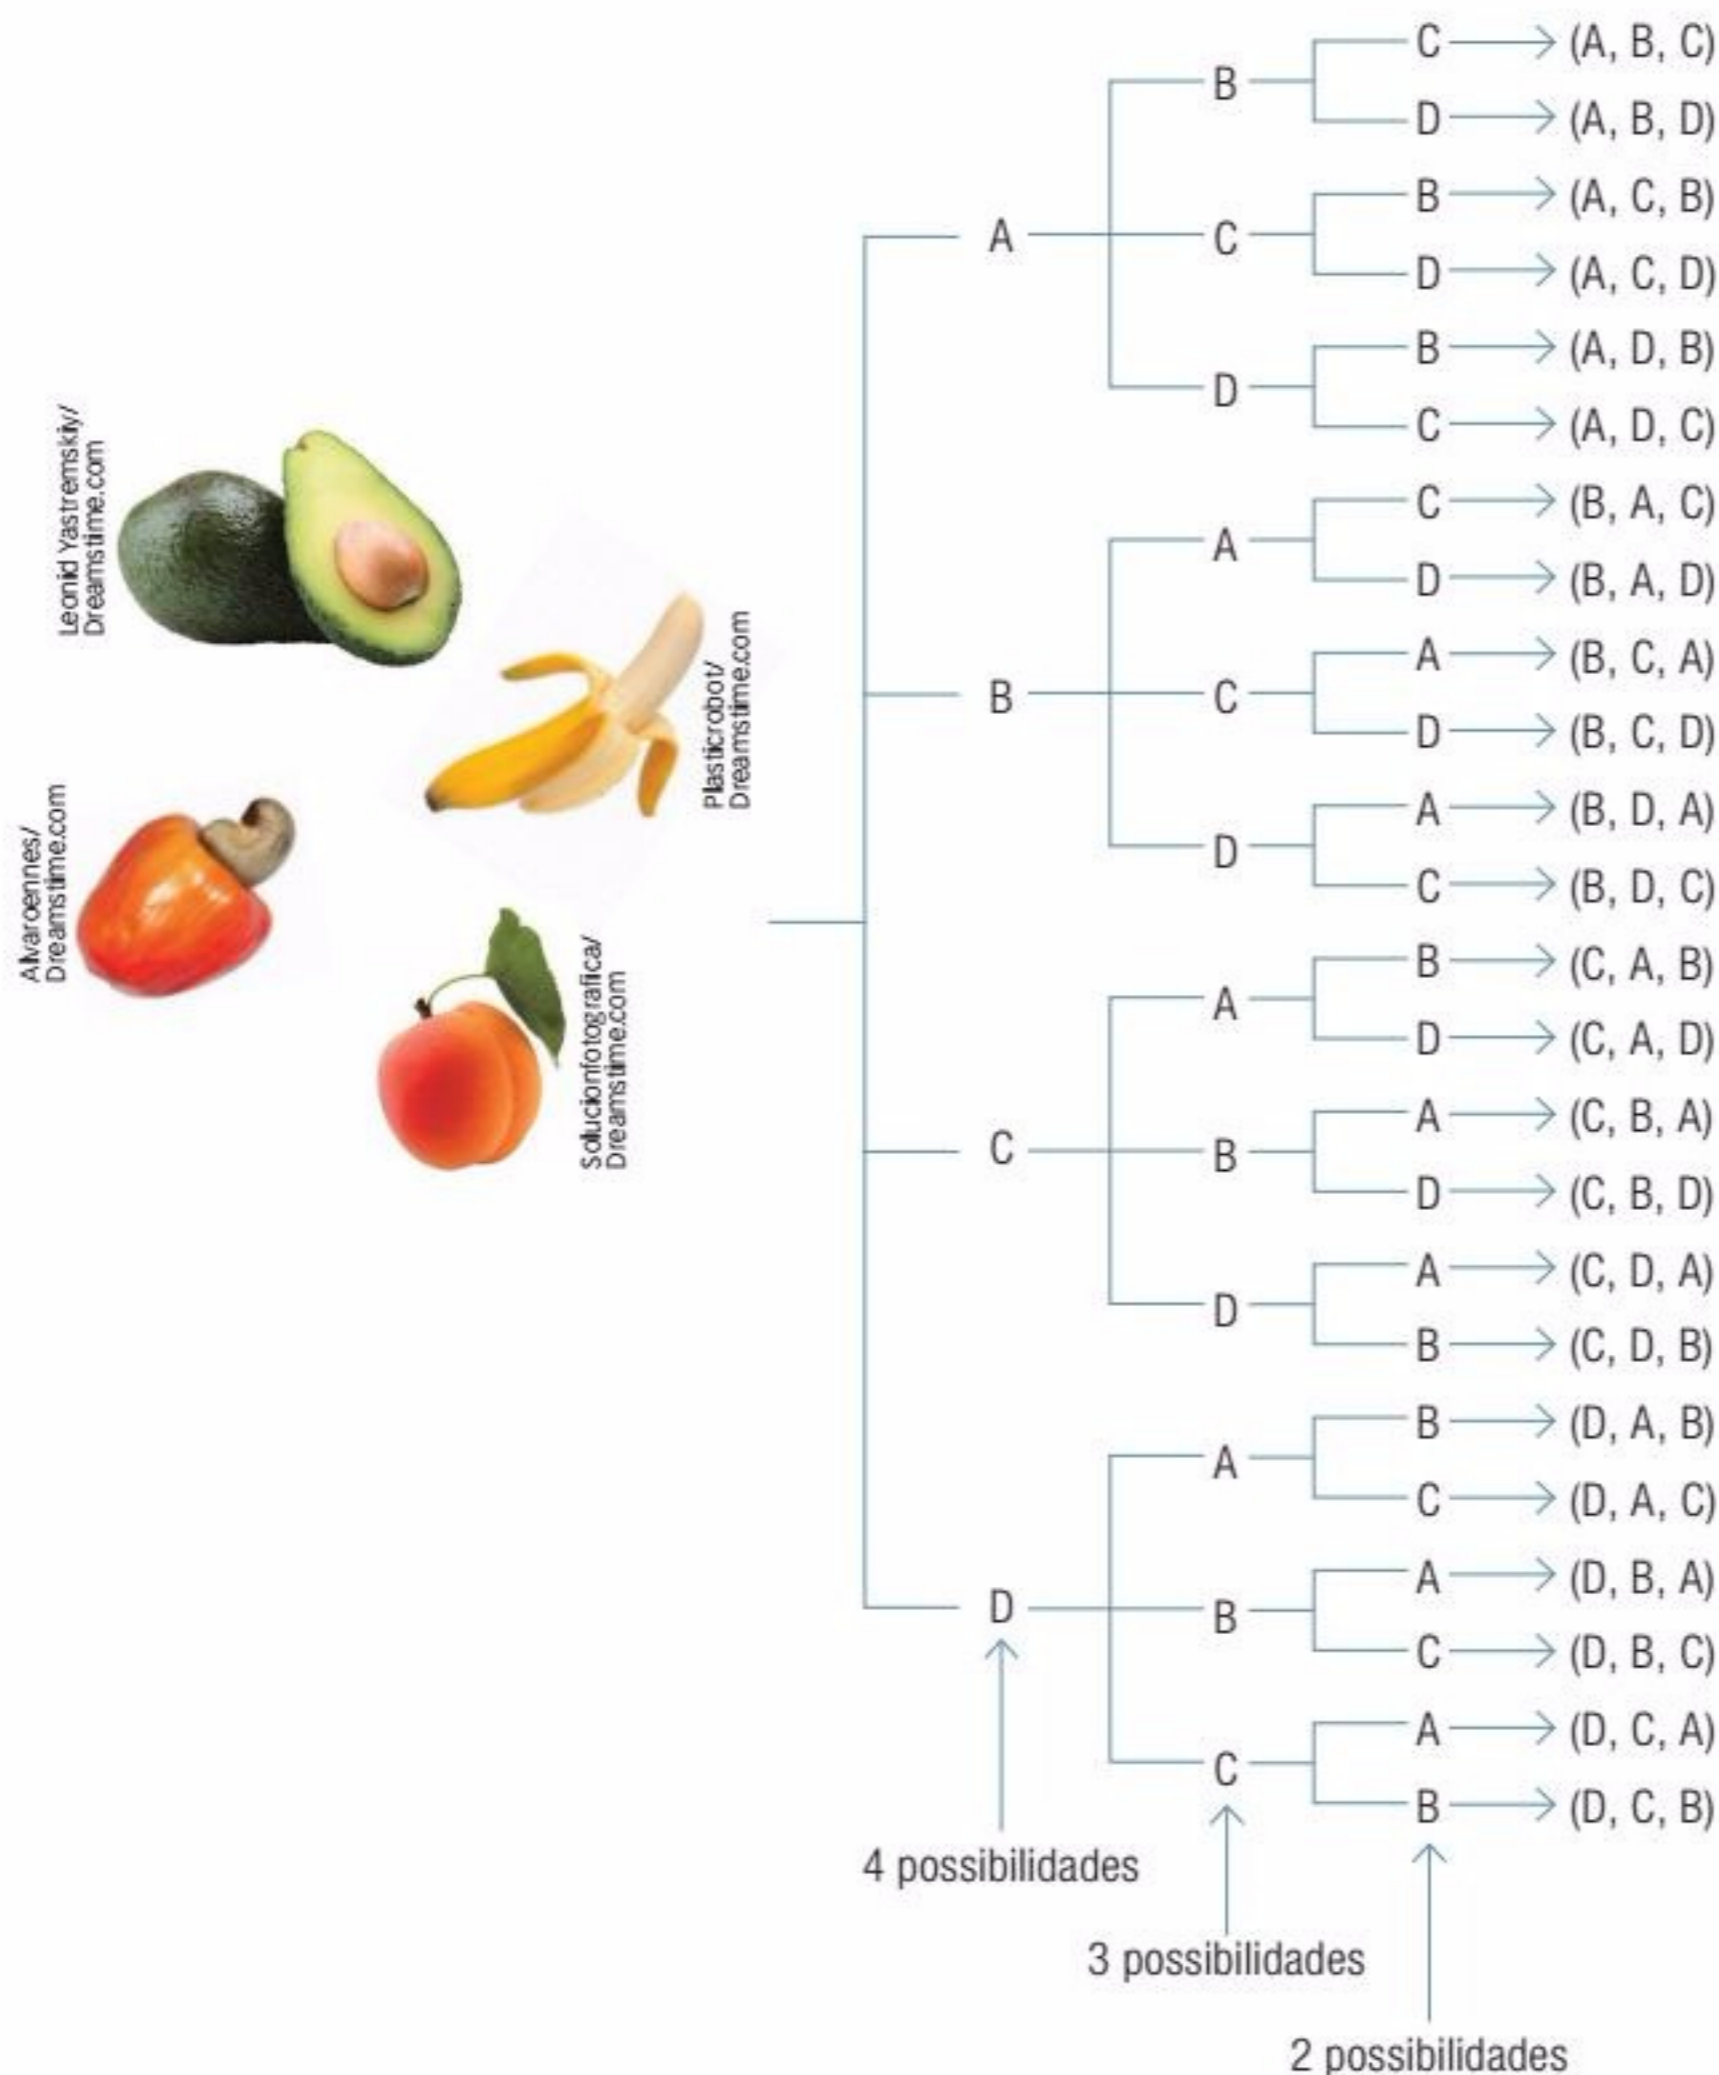 Leonid Yastremskiy/
Dreamstime.com
Plasticrobot/
Dreamstime.com
Alvaroennes/
Dreamstime.com
Solucionfotografica/
Dreamstime.com
A
B
C
D
B
C
D
A
C
D
A
B
D
A
B
C
C → (A, B, C)
D → (A, B, D)
B → (A, C, B)
D → (A, C, D)
B → (A, D, B)
C → (A, D, C)
C → (B, A, C)
D → (B, A, D)
A → (B, C, A)
D → (B, C, D)
A → (B, D, A)
C → (B, D, C)
B → (C, A, B)
D → (C, A, D)
A → (C, B, A)
D → (C, B, D)
A → (C, D, A)
B → (C, D, B)
B → (D, A, B)
C → (D, A, C)
A → (D, B, A)
C → (D, B, C)
A → (D, C, A)
B → (D, C, B)
4 possibilidades
3 possibilidades
2 possibilidades